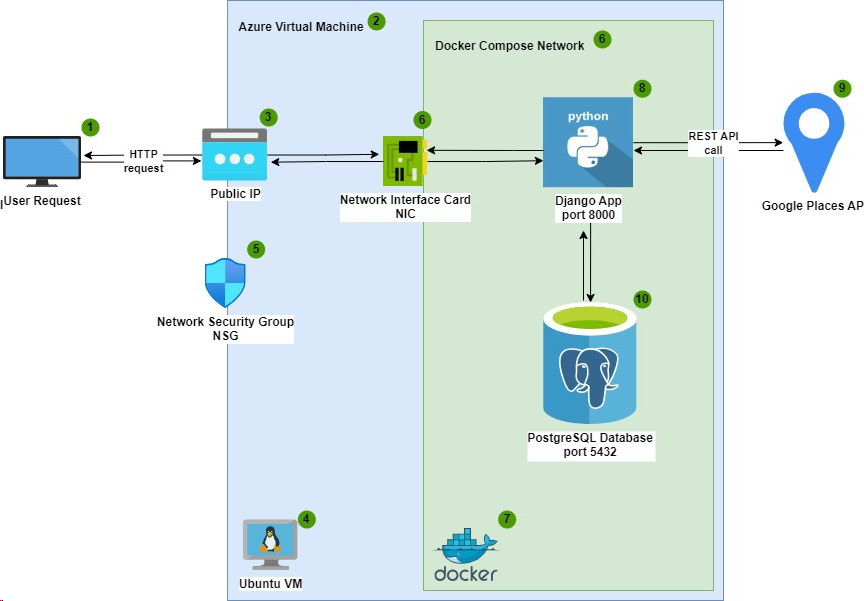 Azure Virtual Machine
2
Docker Compose Network
6
1
HTTP
request
User Request
3
Public IP
6
Network Interface Card
NIC
8
python
Django App
port 8000
REST API
call
9
Google Places AP
5
Network Security Group
NSG
10
PostgreSQL Database
port 5432
4
Ubuntu VM
7
docker